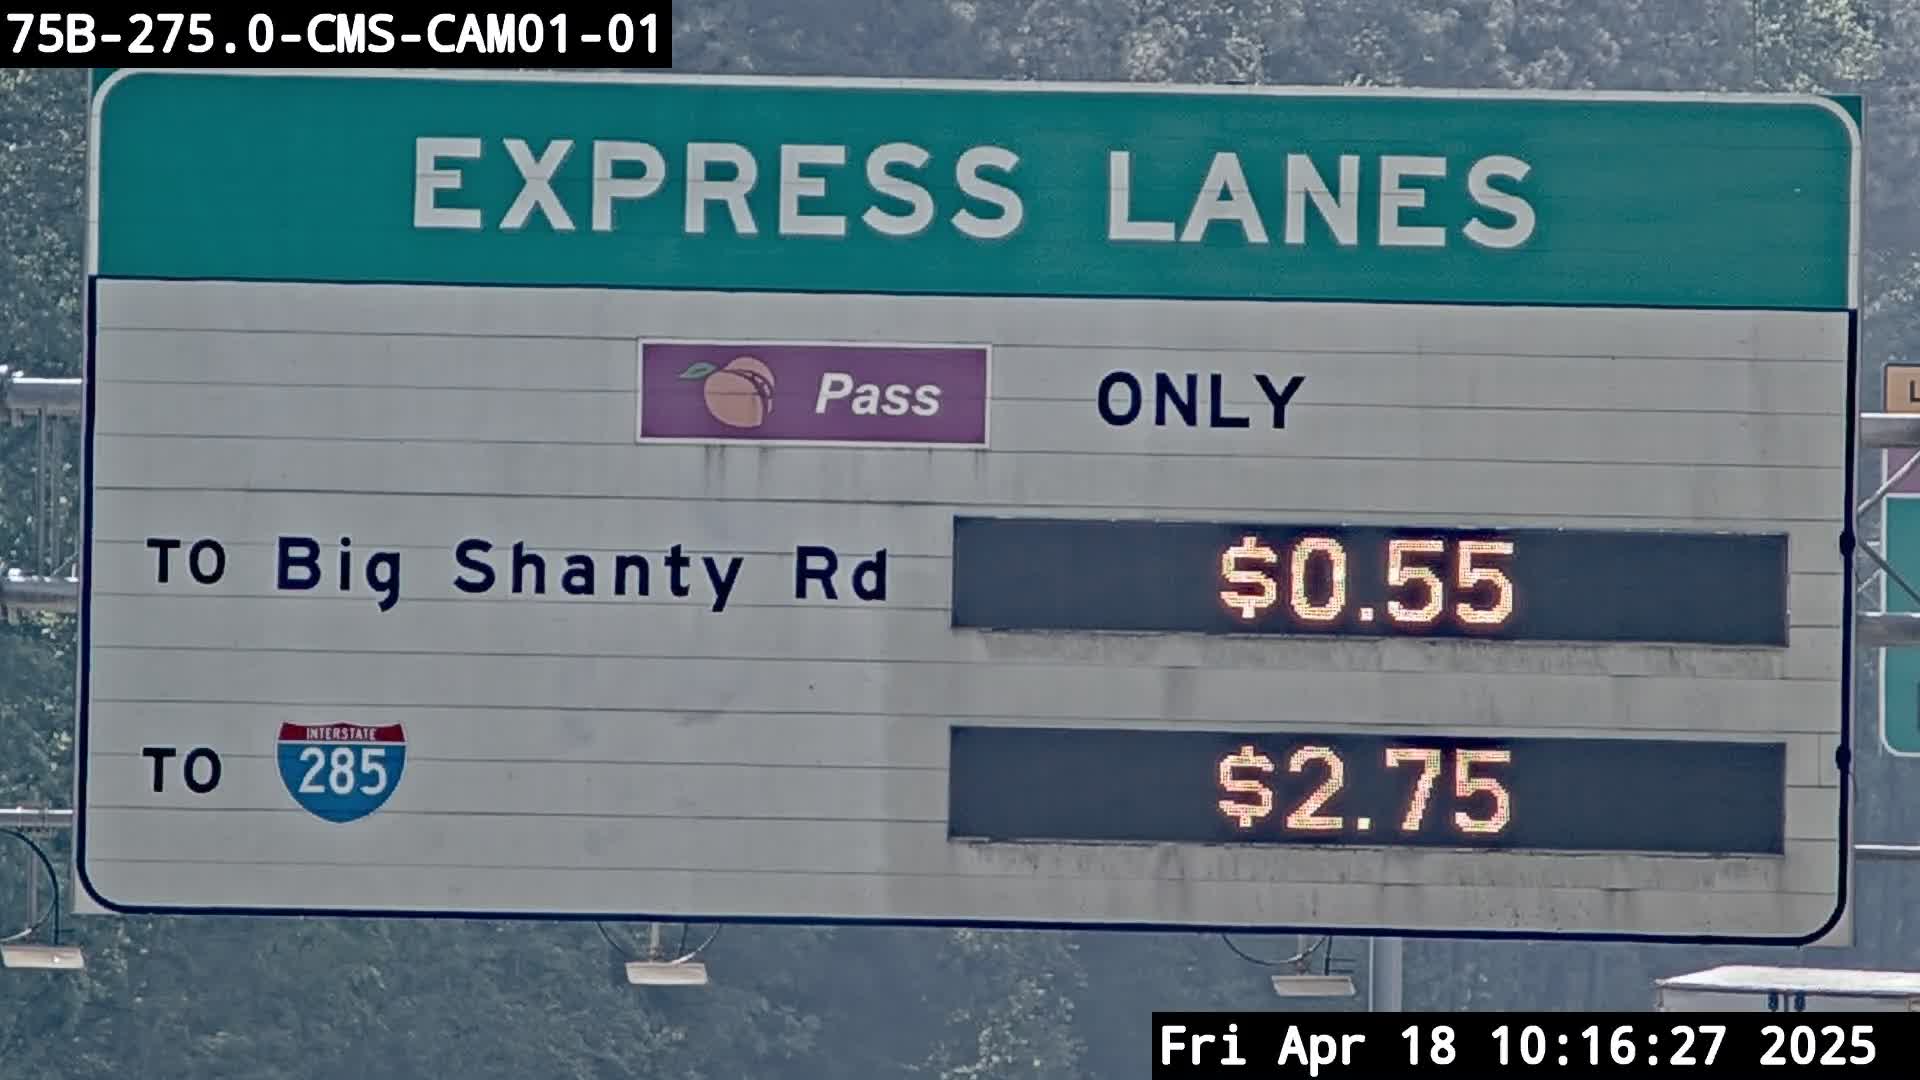 75B-275.0-CMS-CAM01-01
EXPRESS LANES
Pass ONLY
TO Big Shanty Rd $0.55
TO INTERSTATE 285 $2.75
Fri Apr 18 10:16:27 2025